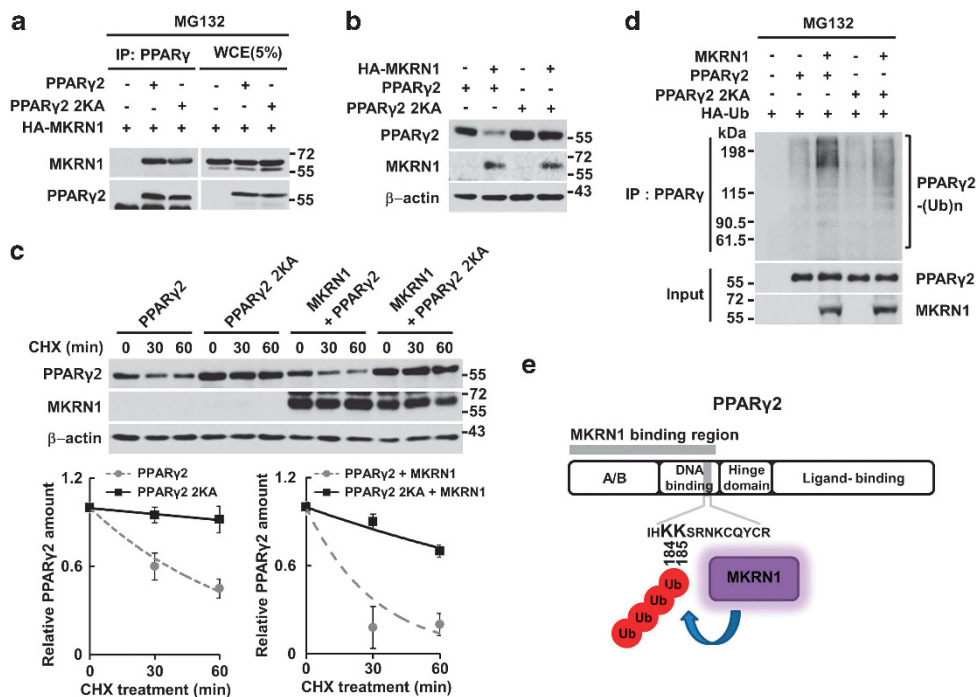 a
MG132
IP: PPARγ WCE(5%)
PPARγ2 - + - - + -
PPARγ2 2KA - - + - - +
HA-MKRN1 + + + + + +
MKRN1
72
55
PPARγ2
55
b
HA-MKRN1 - + - +
PPARγ2 + + - -
PPARγ2 2KA - - + +
PPARγ2
55
MKRN1
72
55
β–actin
43
c
PPARγ2
PPARγ2 2KA
MKRN1
+ PPARγ2
MKRN1
+ PPARγ2 2KA
CHX (min) 0 30 60 0 30 60 0 30 60 0 30 60
PPARγ2
55
MKRN1
72
55
β–actin
43
PPARγ2
PPARγ2 2KA
Relative PPARγ2 amount
1.2
0.6
0
0 30 60
CHX treatment (min)
PPARγ2 + MKRN1
PPARγ2 2KA + MKRN1
Relative PPARγ2 amount
1.2
0.6
0
0 30 60
CHX treatment (min)
d
MG132
MKRN1 - - + - +
PPARγ2 - + + - -
PPARγ2 2KA - - - + +
HA-Ub + + + + +
kDa
198
115
90.5
61.5
IP : PPARγ
PPARγ2
-(Ub)n
Input
55
PPARγ2
72
55
MKRN1
e
PPARγ2
MKRN1 binding region
A/B
DNA
binding
Hinge
domain
Ligand- binding
IHKKSRNKCQYCR
184
185
Ub
Ub
Ub
Ub
MKRN1